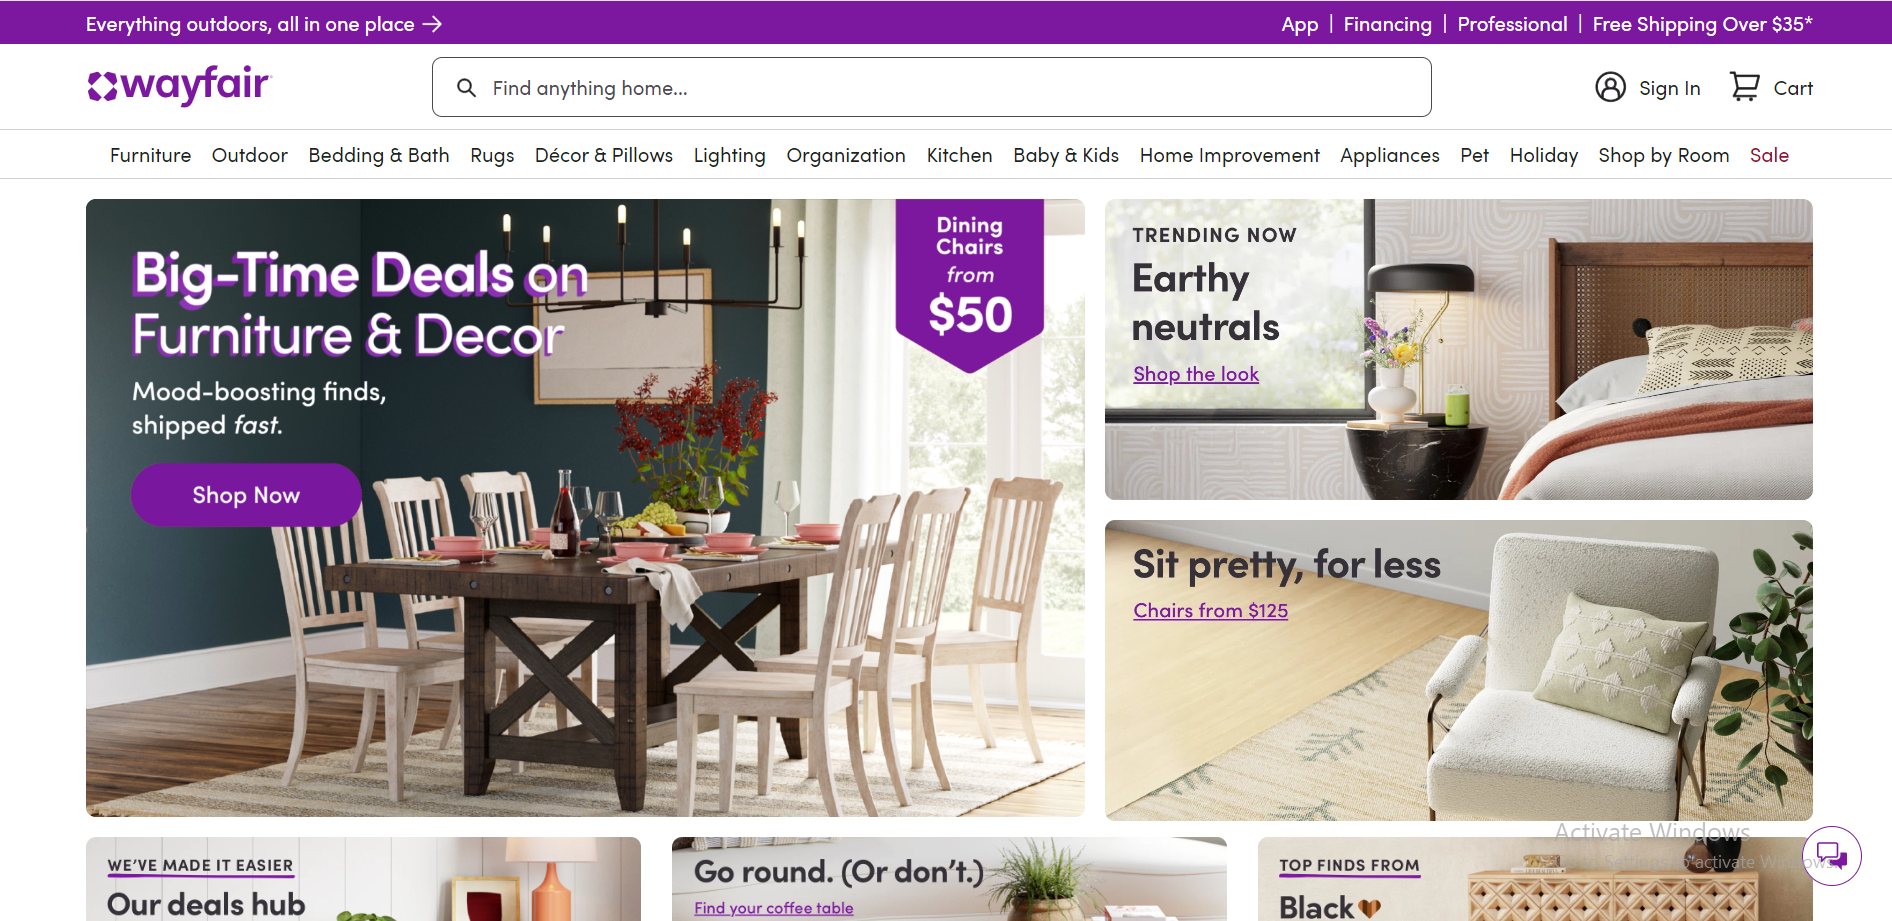 Everything outdoors, all in one place →
App | Financing | Professional | Free Shipping Over $35*
wayfair
Find anything home...
Sign In
Cart
Furniture Outdoor Bedding & Bath Rugs Décor & Pillows Lighting Organization Kitchen Baby & Kids Home Improvement Appliances Pet Holiday Shop by Room Sale
Big-Time Deals on
Furniture & Decor
Mood-boosting finds,
shipped fast.
Shop Now
Dining
Chairs
from
$50
TRENDING NOW
Earthy
neutrals
Shop the look
Sit pretty, for less
Chairs from $125
WE'VE MADE IT EASIER
Our deals hub
Go round. (Or don't.)
Find your coffee table
TOP FINDS FROM
Black
Activate Windows
to activate